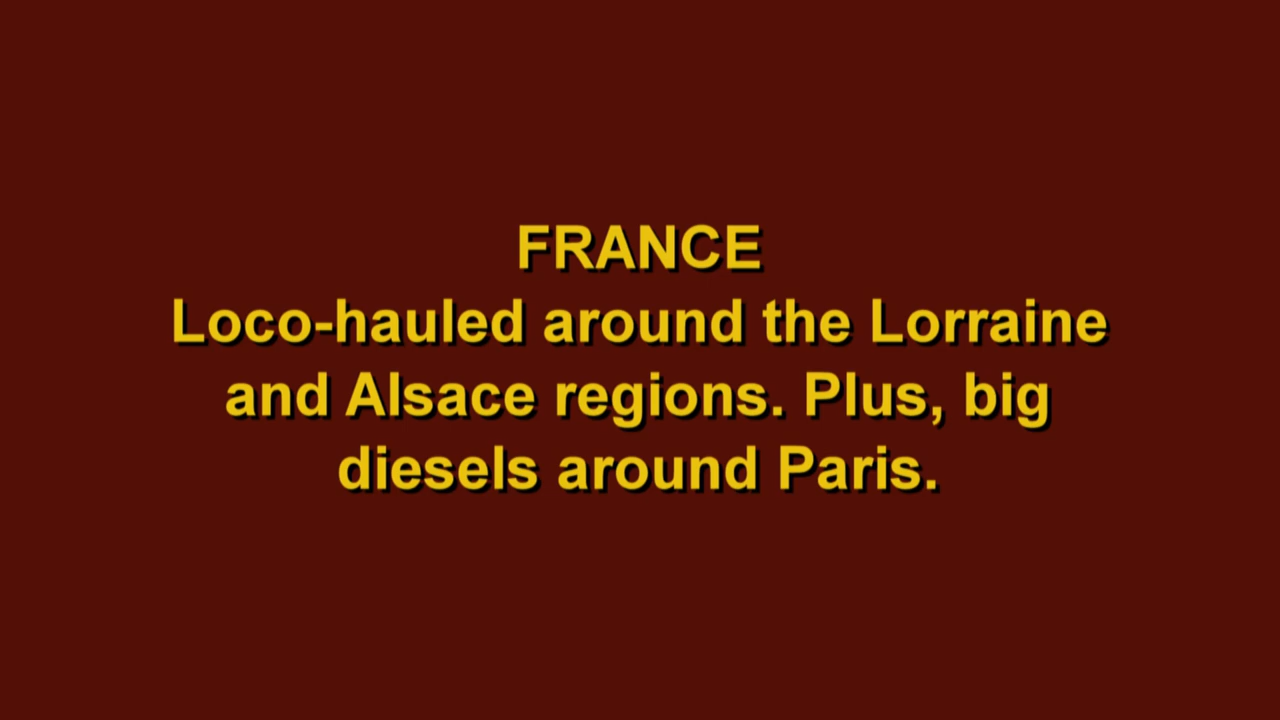 FRANCE
Loco-hauled around the Lorraine
and Alsace regions. Plus, big
diesels around Paris.